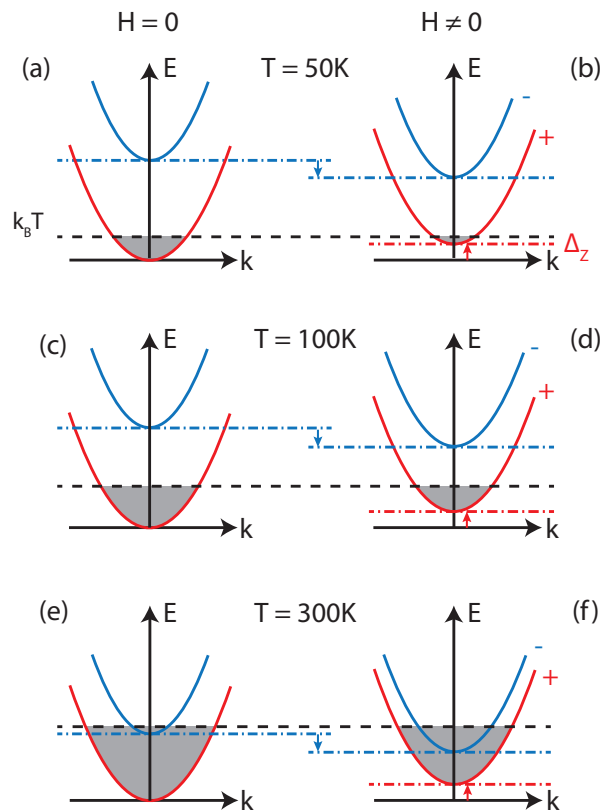 H = 0 H ≠ 0
(a) E T = 50K E (b)
-
+
k_BT
Δ_Z
k k
(c) E T = 100K E (d)
-
+
k k
(e) E T = 300K E (f)
-
+
k k